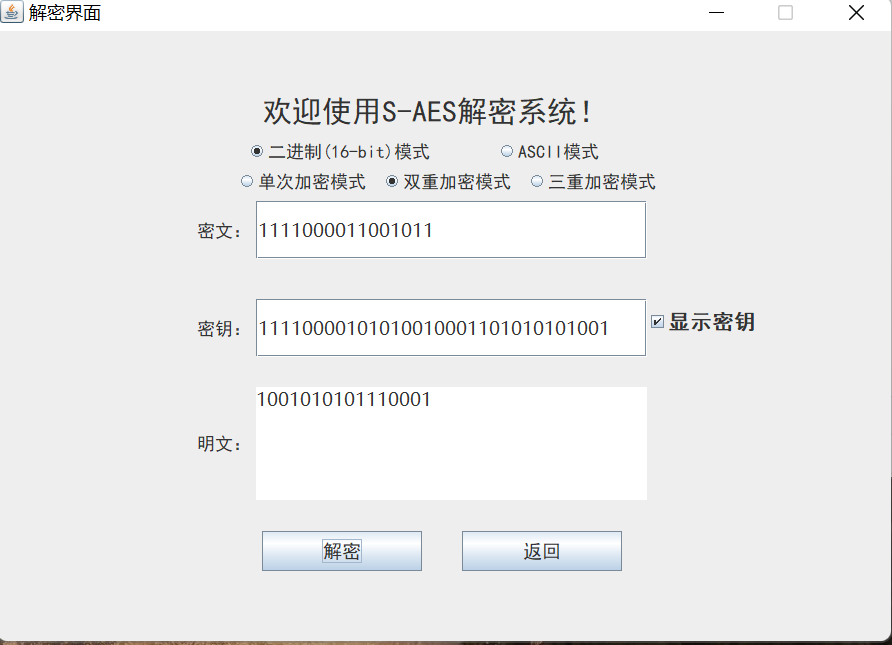 解密界面
欢迎使用S-AES解密系统!
二进制(16-bit)模式 ASCII模式
单次加密模式 双重加密模式 三重加密模式
密文: 1111000011001011
密钥: 11110000101010010001101010101001 显示密钥
明文: 1001010101110001
解密 返回